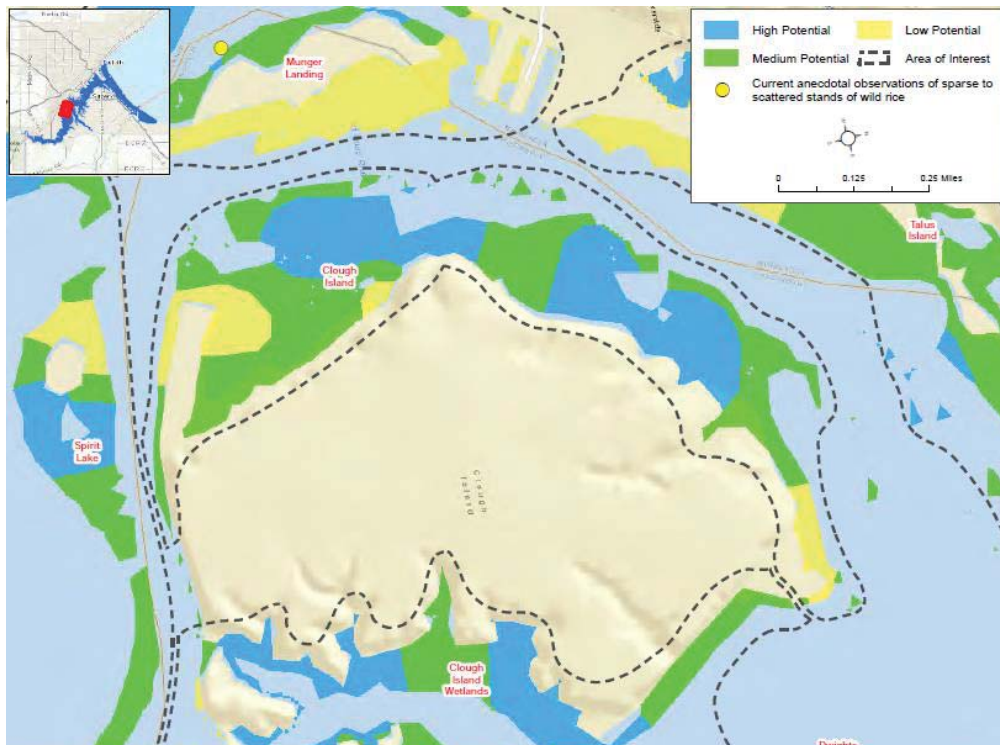 Munger
Landing
High Potential
Low Potential
Medium Potential
Area of Interest
Current anecdotal observations of sparse to
scattered stands of wild rice
0
0.125
0.25 Miles
Talus
Island
Clough
Island
Spirit
Lake
Clough
Island
Clough
Island
Wetlands
Dwights